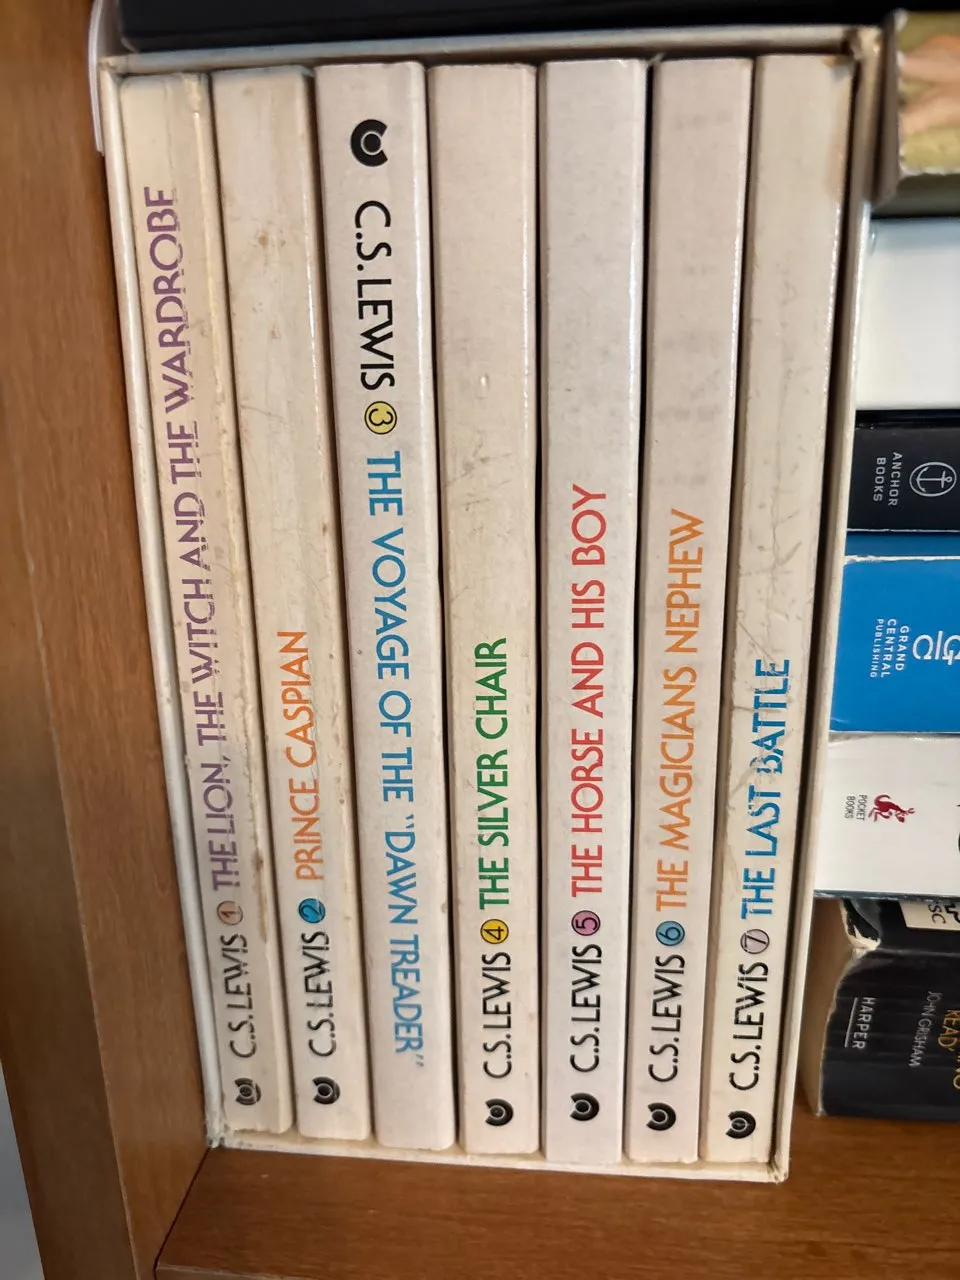 C.S.LEWIS 1 THE LION, THE WITCH AND THE WARDROBE
C.S.LEWIS 2 PRINCE CASPIAN
C.S.LEWIS 3 THE VOYAGE OF THE "DAWN TREADER"
C.S.LEWIS 4 THE SILVER CHAIR
C.S.LEWIS 5 THE HORSE AND HIS BOY
C.S.LEWIS 6 THE MAGICIANS NEPHEW
C.S.LEWIS 7 THE LAST BATTLE
ANCHOR
BOOKS
GRAND
CENTRAL
PUBLISHING
POCKET
BOOKS
HARPER
JOHN GRISHAM